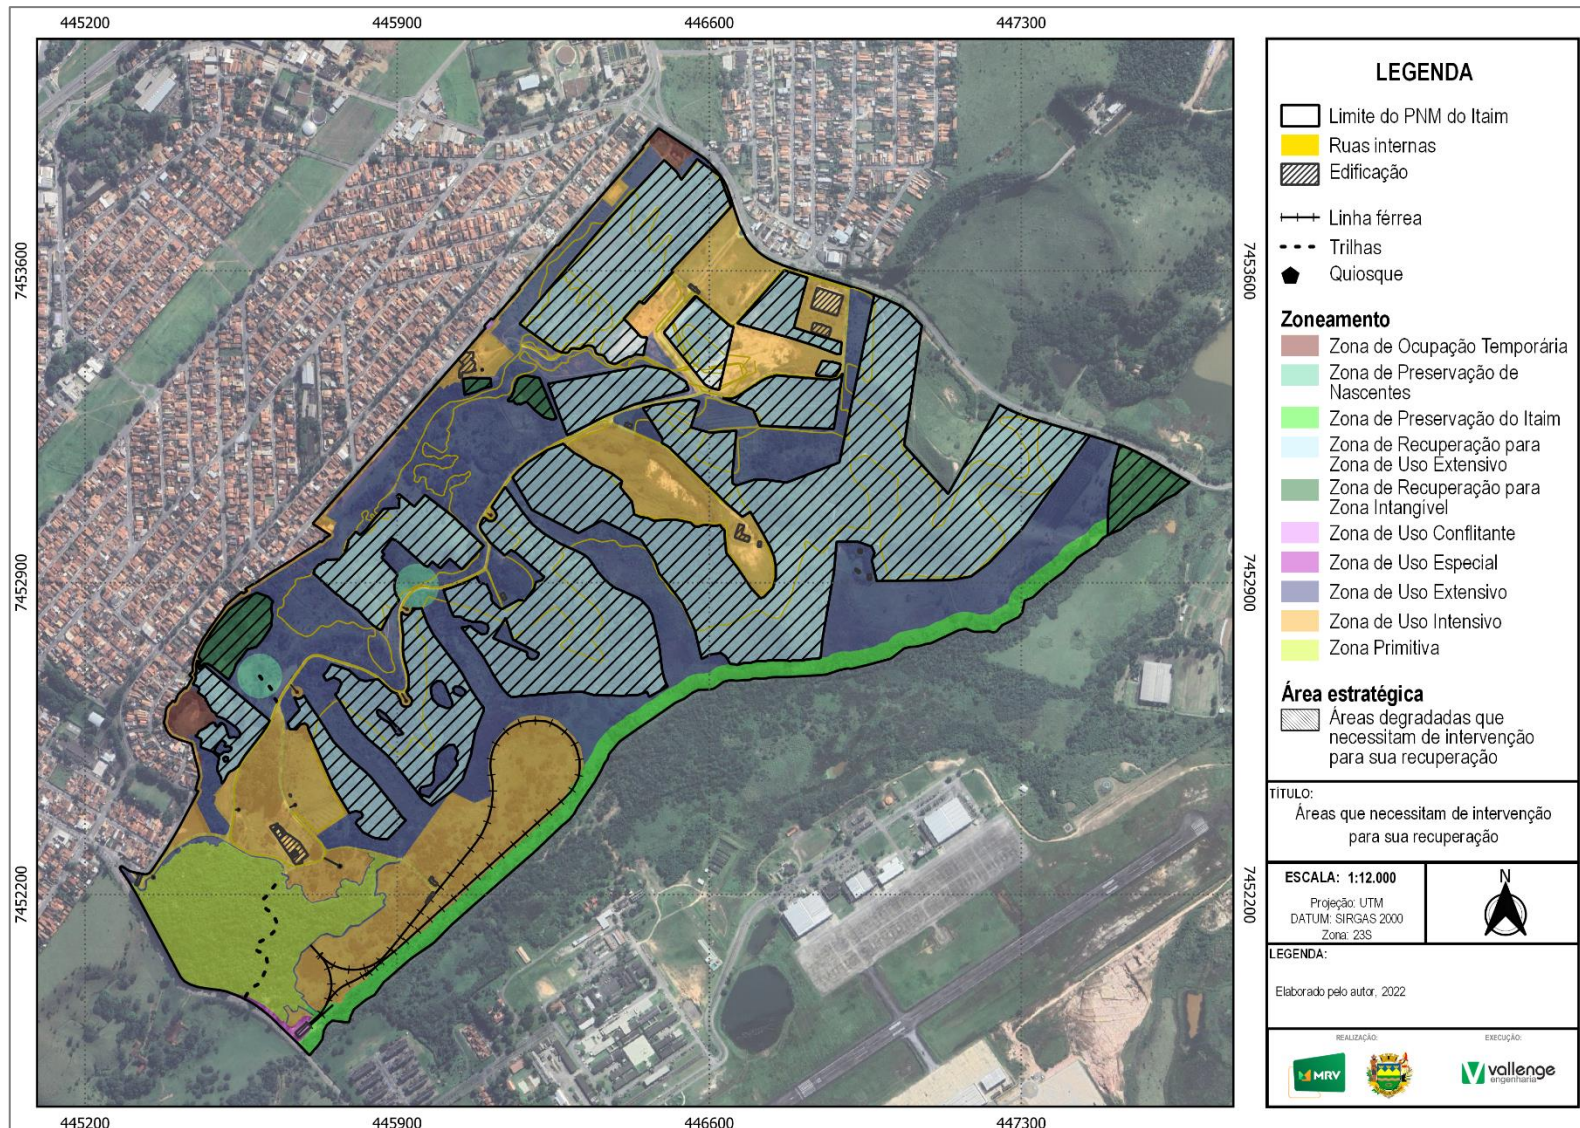 445200
445900
446600
447300
7453600
7452900
7452200
7453600
7452900
7452200
445200
445900
446600
447300
LEGENDA
Limite do PNM do Itaim
Ruas internas
Edificação
Linha férrea
Trilhas
Quiosque
Zoneamento
Zona de Ocupação Temporária
Zona de Preservação de
Nascentes
Zona de Preservação do Itaim
Zona de Recuperação para
Zona de Uso Extensivo
Zona de Recuperação para
Zona Intangível
Zona de Uso Conflitante
Zona de Uso Especial
Zona de Uso Extensivo
Zona de Uso Intensivo
Zona Primitiva
Área estratégica
Áreas degradadas que
necessitam de intervenção
para sua recuperação
TÍTULO:
Áreas que necessitam de intervenção
para sua recuperação
ESCALA: 1:12.000
Projeção: UTM
DATUM: SIRGAS 2000
Zona: 23S
N
LEGENDA:
Elaborado pelo autor, 2022
REALIZAÇÃO:
EXECUÇÃO:
MRV
vallenge
engenharia